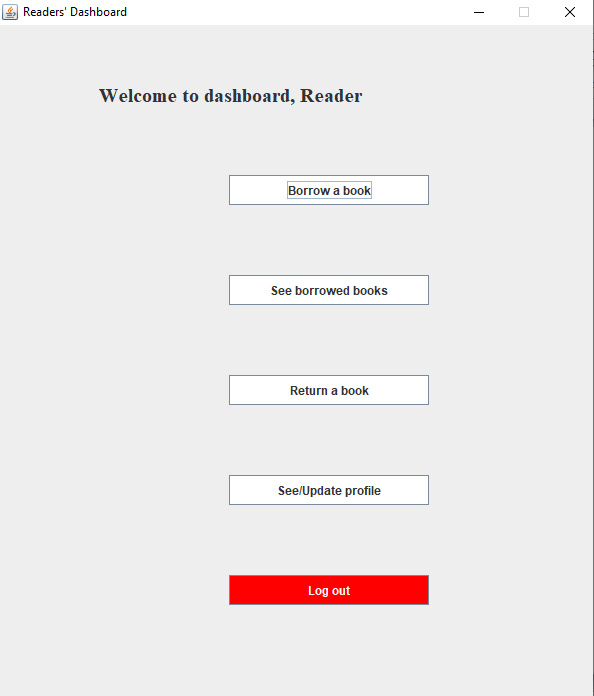 Readers' Dashboard
Welcome to dashboard, Reader
Borrow a book
See borrowed books
Return a book
See/Update profile
Log out